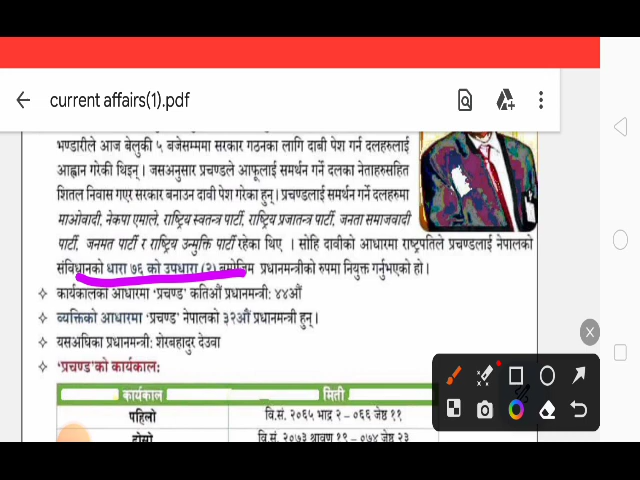 current affairs(1).pdf
भण्डारीले आज बेलुकी ५ बजेसम्ममा सरकार गठनका लागि दाबी पेश गर्न दलहरुलाई
आह्वान गरेकी थिइन् । जसअनुसार प्रचण्डले आफूलाई समर्थन गर्ने दलका नेताहरुसहित
शितल निवास गएर सरकार बनाउन दावी पेश गरेका हुन् । प्रचण्डलाई समर्थन गर्ने दलहरुमा
माओवादी, नेकपा एमाले, राष्ट्रिय स्वतन्त्र पार्टी, राष्ट्रिय प्रजातन्त्र पार्टी, जनता समाजवादी
पार्टी, जनमत पार्टी र राष्ट्रिय उन्मुक्ति पार्टी रहेका थिए । सोहि दावीको आधारमा राष्ट्रपतिले प्रचण्डलाई नेपालको
संविधानको धारा ७६ को उपधारा (२) बमोजिम प्रधानमन्त्रीको रुपमा नियुक्त गर्नुभएको हो ।
❖ कार्यकालको आधारमा 'प्रचण्ड' कतिऔं प्रधानमन्त्री: ४४औं
❖ व्यक्तिको आधारमा 'प्रचण्ड' नेपालको ३२औं प्रधानमन्त्री हुन् ।
❖ यसअघिका प्रधानमन्त्री: शेरबहादुर देउवा
❖ 'प्रचण्ड'को कार्यकाल:
कार्यकाल मिती
पहिलो वि.सं. २०६५ भाद्र २ - ०६६ जेष्ठ ११
दोस्रो वि.सं. २०७३ श्रावण १९ - ०७४ जेष्ठ २३